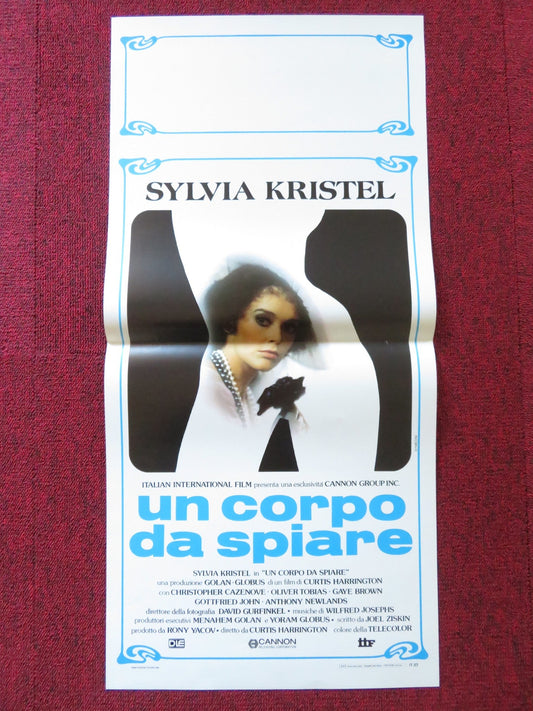 SYLVIA KRISTEL
ITALIAN INTERNATIONAL FILM presenta una esclusività CANNON GROUP INC.
un corpo
da spiare
SYLVIA KRISTEL in "UN CORPO DA SPIARE"
una produzione GOLAN-GLOBUS di un film di CURTIS HARRINGTON
con CHRISTOPHER CAZENOVE · OLIVER TOBIAS · GAYE BROWN
GOTTFRIED JOHN · ANTHONY NEWLANDS
direttore della fotografia DAVID GURFINKEL · musiche di WILFRED JOSEPHS
produttori esecutivi MENAHEM GOLAN e YORAM GLOBUS · scritto da JOEL ZISKIN
prodotto da RONY YACOV · diretto da CURTIS HARRINGTON colore della TELECOLOR
CANNON
iif